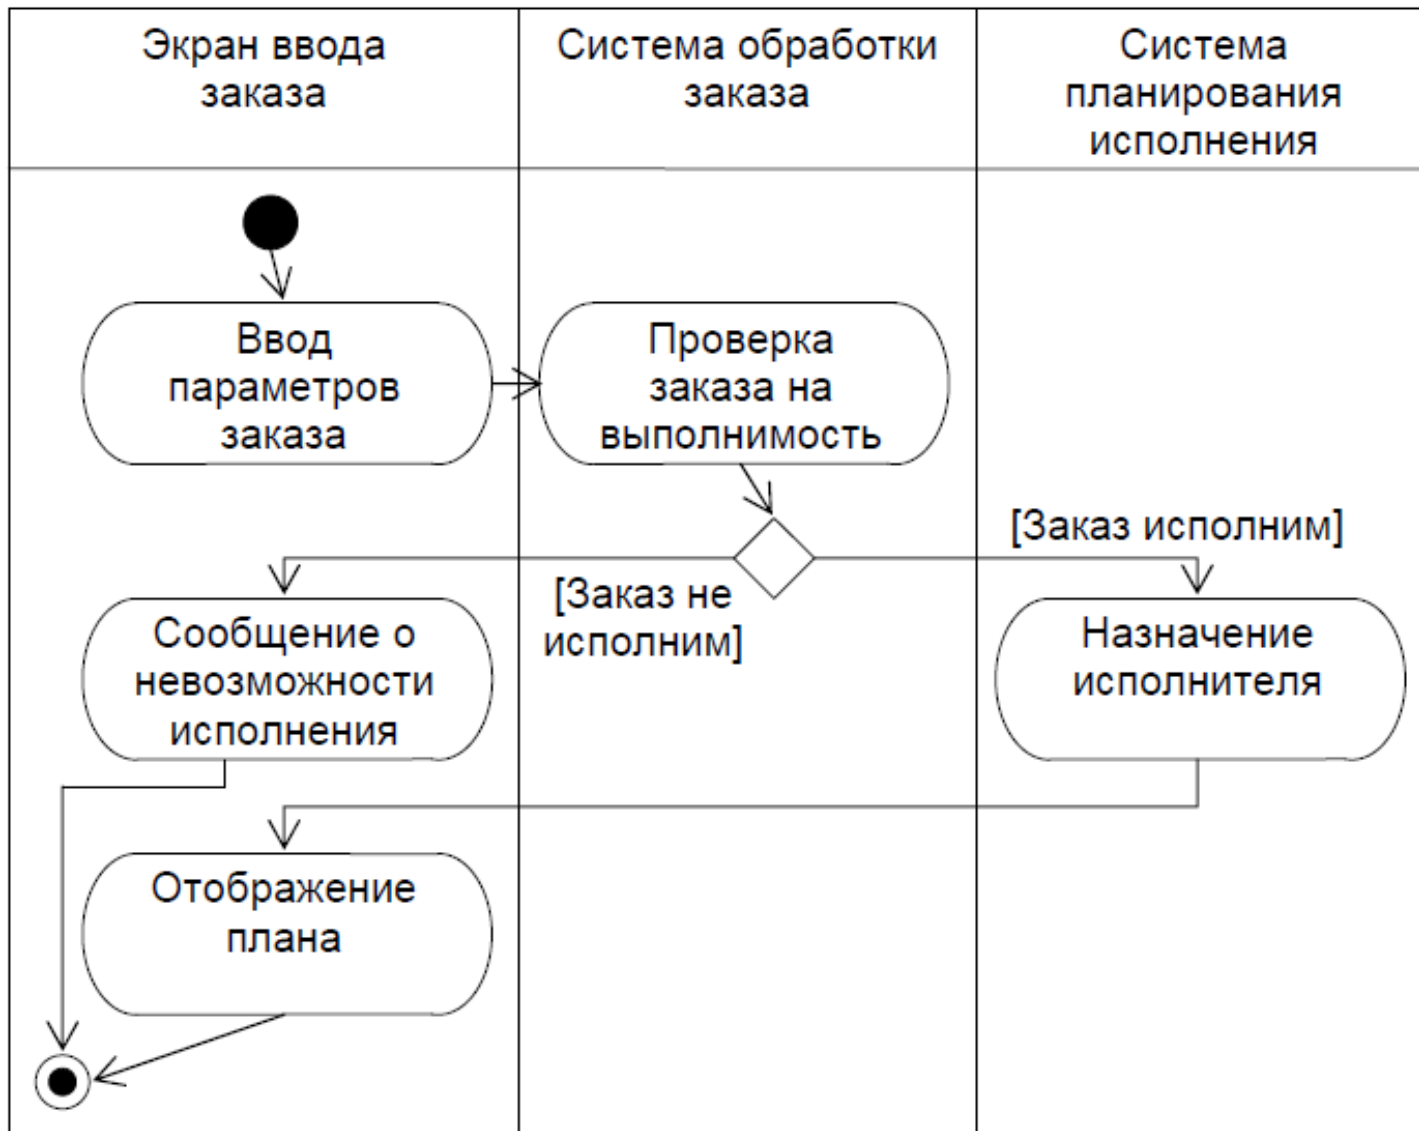 Экран ввода
заказа
Система обработки
заказа
Система
планирования
исполнения
Ввод
параметров
заказа
Проверка
заказа на
выполнимость
[Заказ исполним]
[Заказ не
исполним]
Сообщение о
невозможности
исполнения
Назначение
исполнителя
Отображение
плана